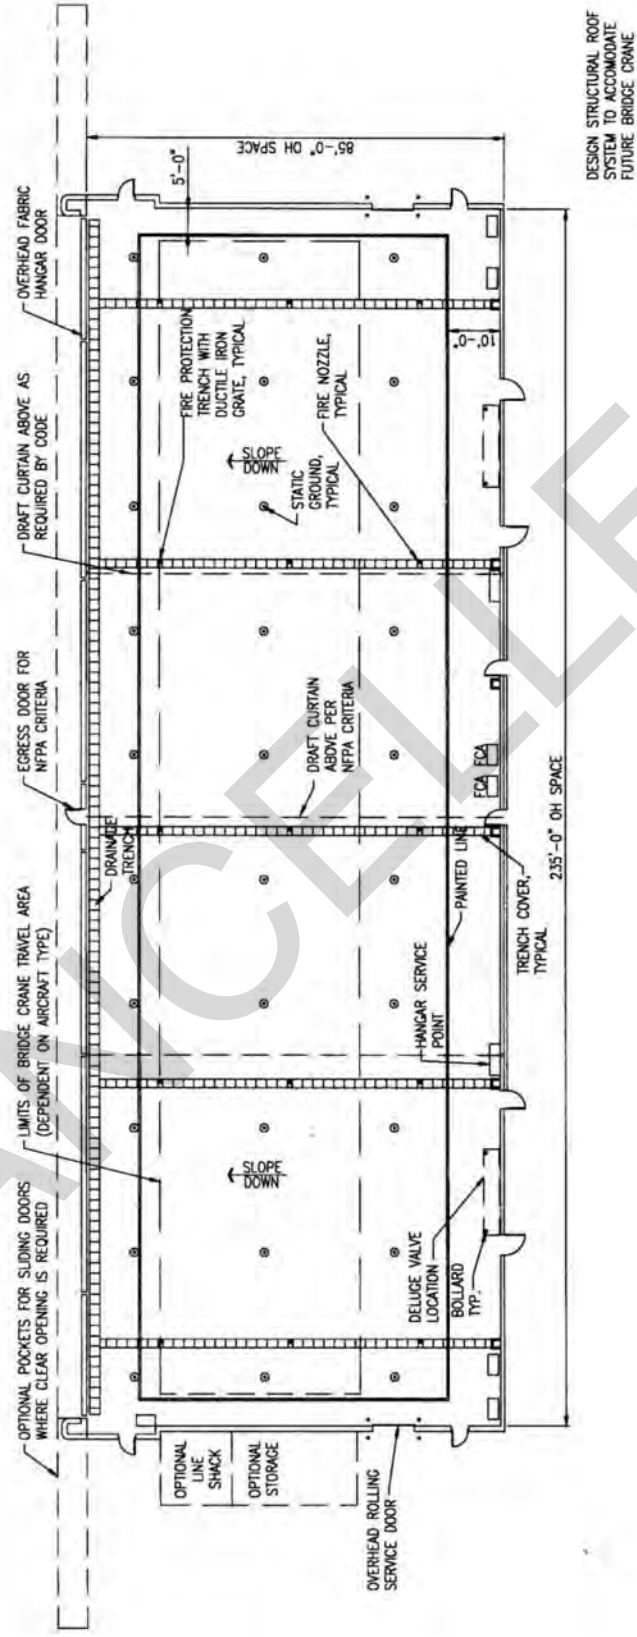 OPTIONAL POCKETS FOR SLIDING DOORS
WHERE CLEAR OPENING IS REQUIRED
LIMITS OF BRIDGE CRANE TRAVEL AREA
(DEPENDENT ON AIRCRAFT TYPE)
EGRESS DOOR FOR
NFPA CRITERIA
DRAFT CURTAIN ABOVE AS
REQUIRED BY CODE
OVERHEAD FABRIC
HANGAR DOOR
DRAINAGE
TRENCH
FIRE PROTECTION
TRENCH WITH
DUCTILE IRON
GRATE, TYPICAL
5'-0"
85'-0" OH SPACE
OPTIONAL
LINE
SHACK
OPTIONAL
STORAGE
SLOPE
DOWN
SLOPE
DOWN
STATIC
GROUND,
TYPICAL
DRAFT CURTAIN
ABOVE PER
NFPA CRITERIA
FIRE NOZZLE,
TYPICAL
OVERHEAD ROLLING
SERVICE DOOR
DELUGE VALVE
LOCATION
BOLLARD
TYP.
HANGAR SERVICE
POINT
PAINTED LINE
10'-0"
FCA
FCA
TRENCH COVER,
TYPICAL
235'-0" OH SPACE
DESIGN STRUCTURAL ROOF
SYSTEM TO ACCOMODATE
FUTURE BRIDGE CRANE